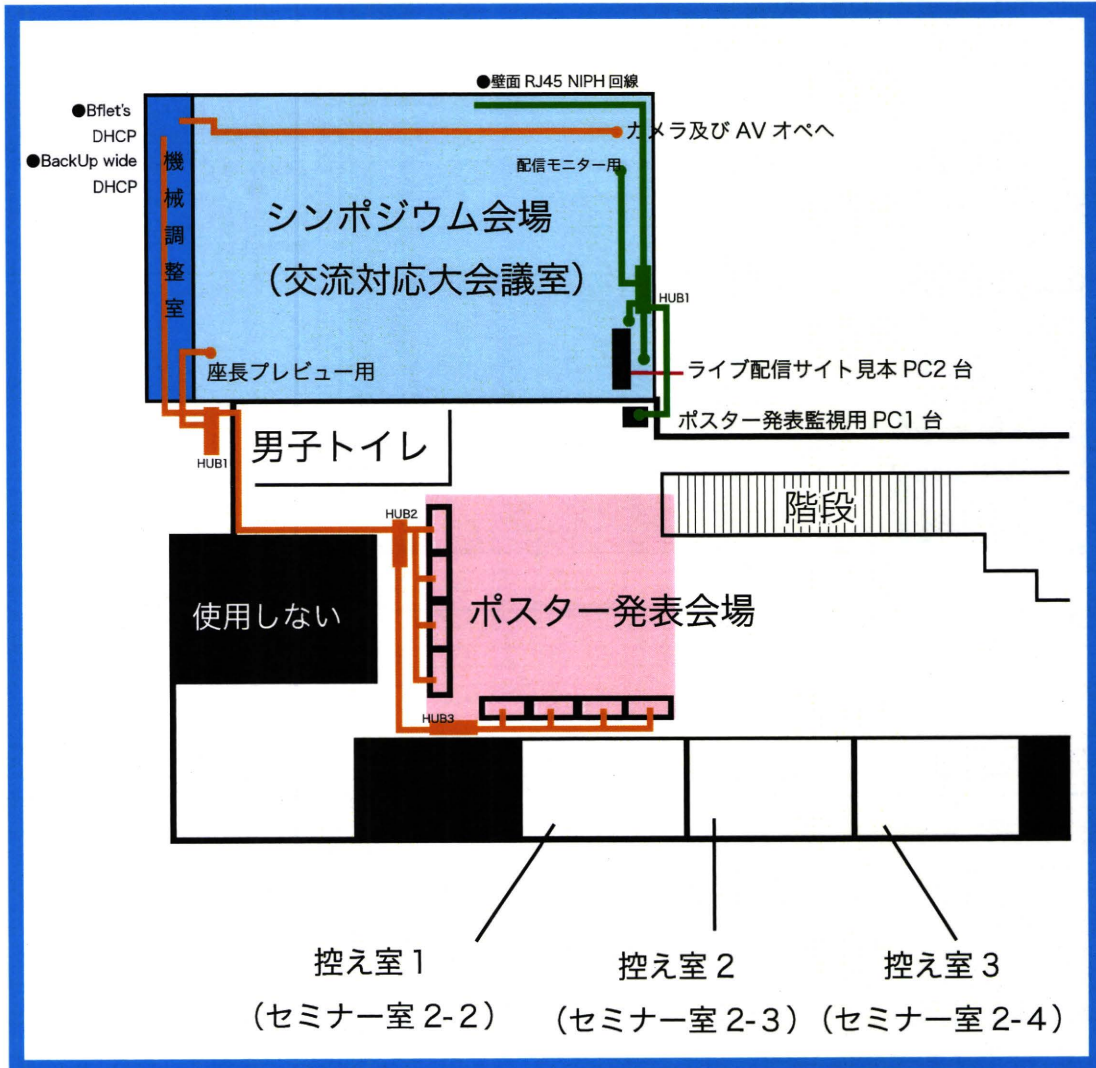 ●壁面 RJ45 NIPH 回線
●Bflet's
DHCP
●BackUp wide
DHCP
機械調整室
カメラ及び AV オペへ
配信モニター用
シンポジウム会場
（交流対応大会議室）
HUB1
座長プレビュー用
ライブ配信サイト見本 PC2 台
ポスター発表監視用 PC1 台
HUB1
男子トイレ
階段
HUB2
使用しない
ポスター発表会場
HUB3
控え室 1
（セミナー室 2-2）
控え室 2
（セミナー室 2-3）
控え室 3
（セミナー室 2-4）